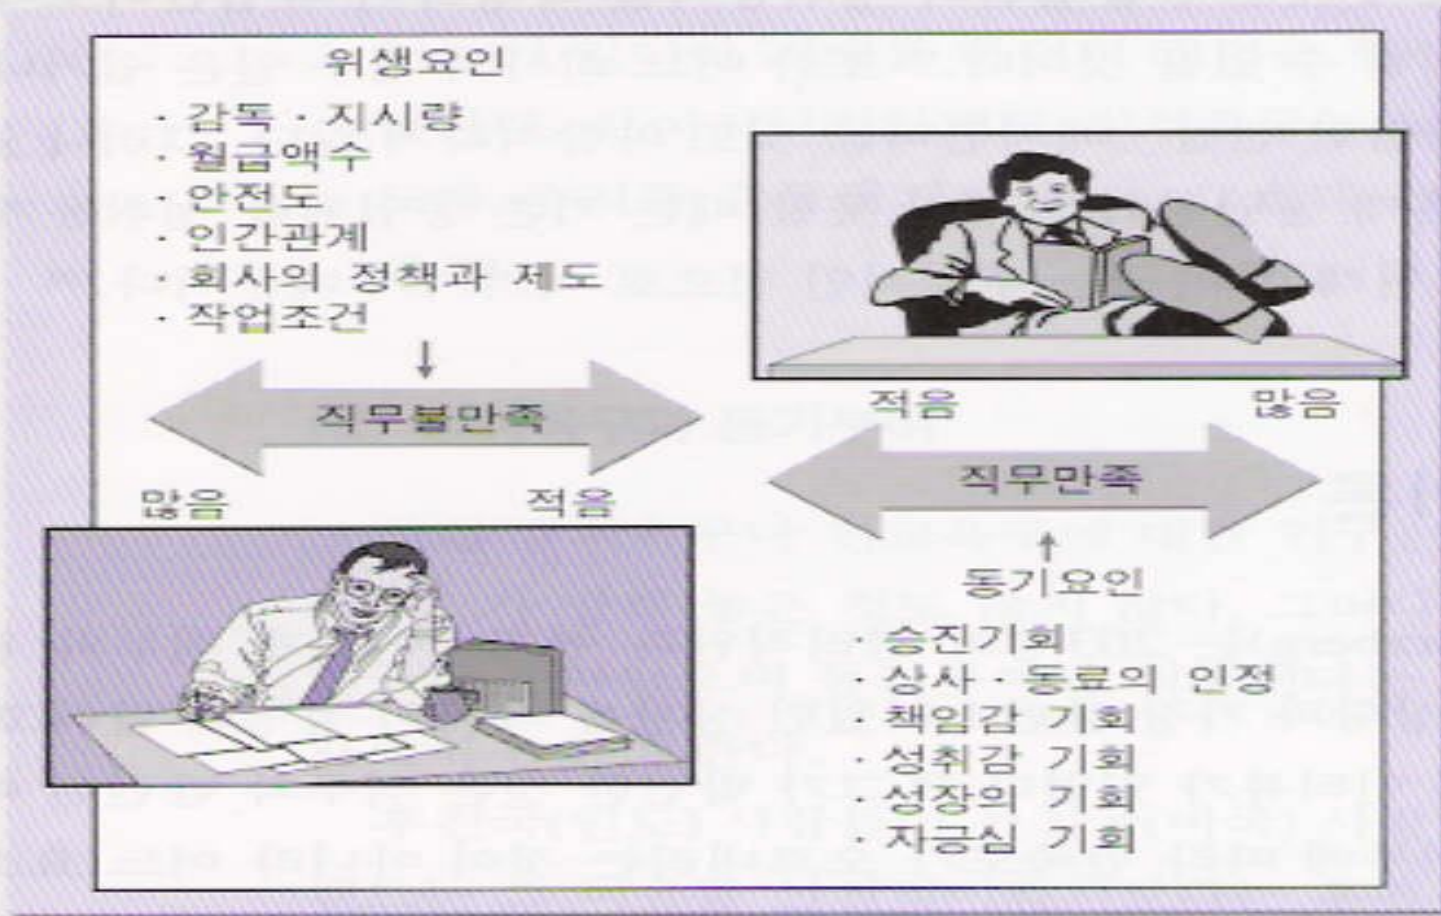 위생요인
· 감독 · 지시량
· 월급액수
· 안전도
· 인간관계
· 회사의 정책과 제도
· 작업조건
직무불만족
많음 적음
적음 많음
직무만족
동기요인
· 승진기회
· 상사 · 동료의 인정
· 책임감 기회
· 성취감 기회
· 성장의 기회
· 자긍심 기회